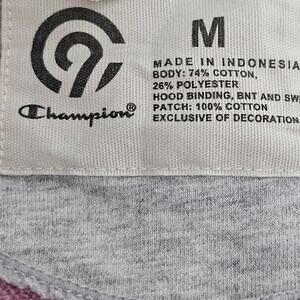 M
MADE IN INDONESIA
BODY: 74% COTTON,
26% POLYESTER
HOOD BINDING, BNT AND SW
PATCH: 100% COTTON
EXCLUSIVE OF DECORATION
Champion